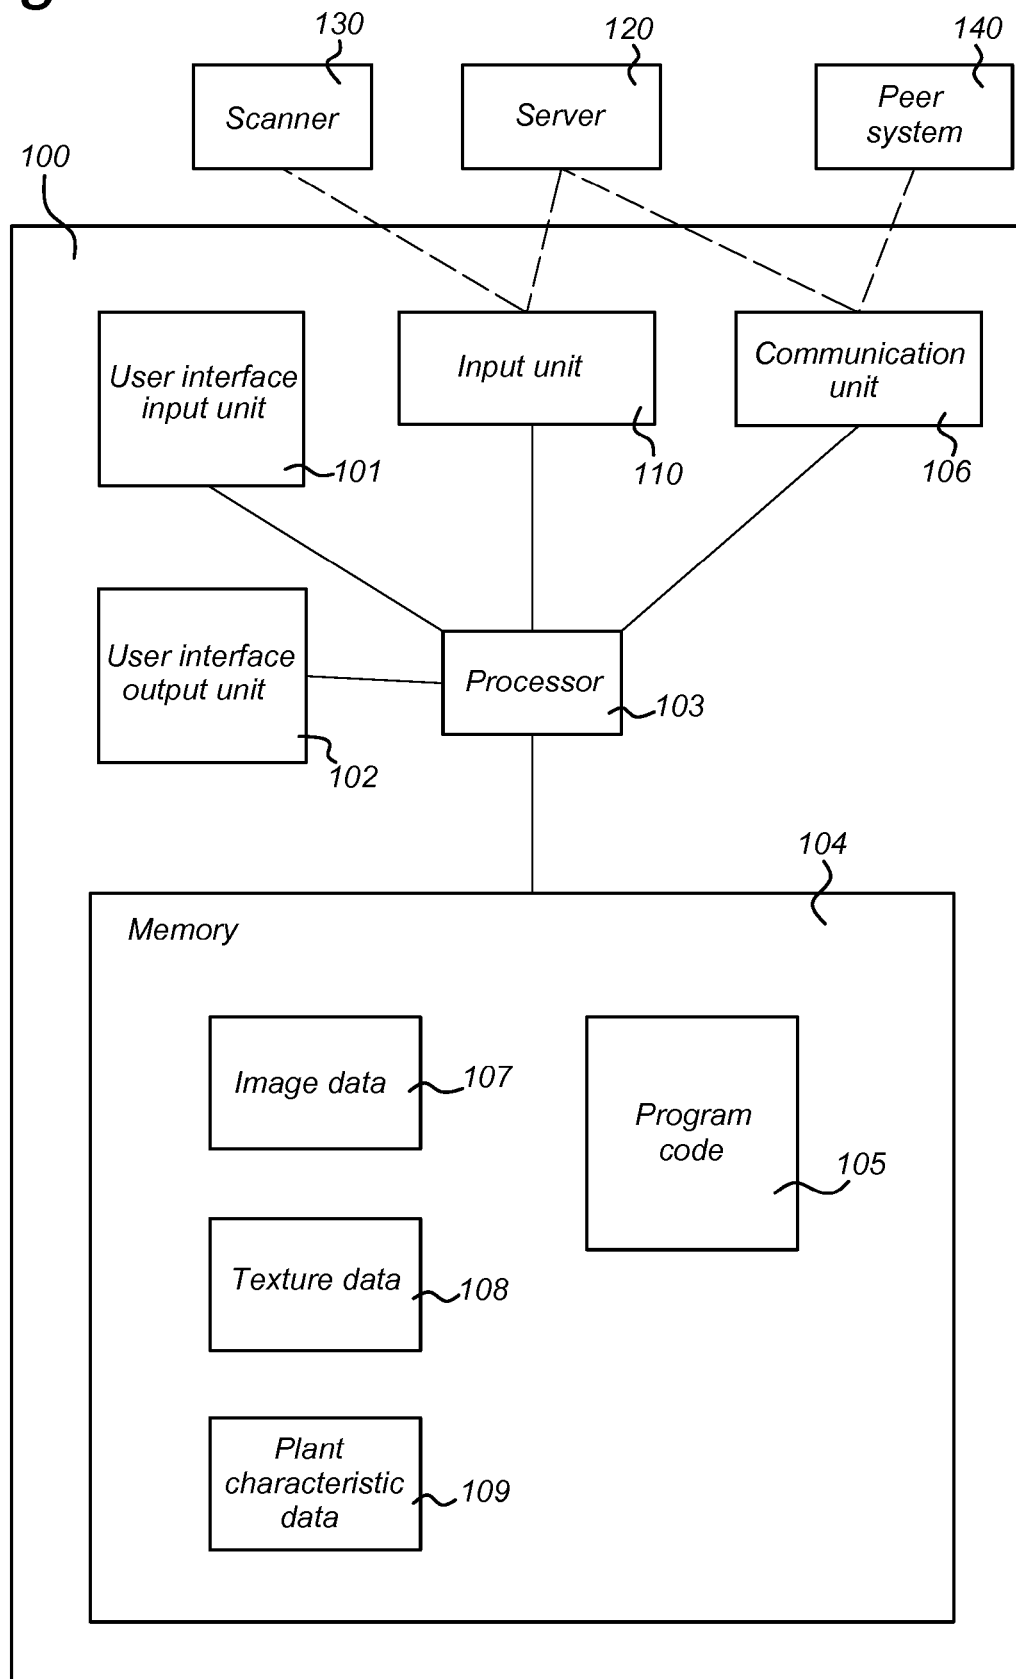 130
120
140
Scanner
Server
Peer
system
100
User interface
input unit
Input unit
Communication
unit
101
110
106
User interface
output unit
Processor
103
102
104
Memory
Image data
107
Program
code
105
Texture data
108
Plant
characteristic
data
109